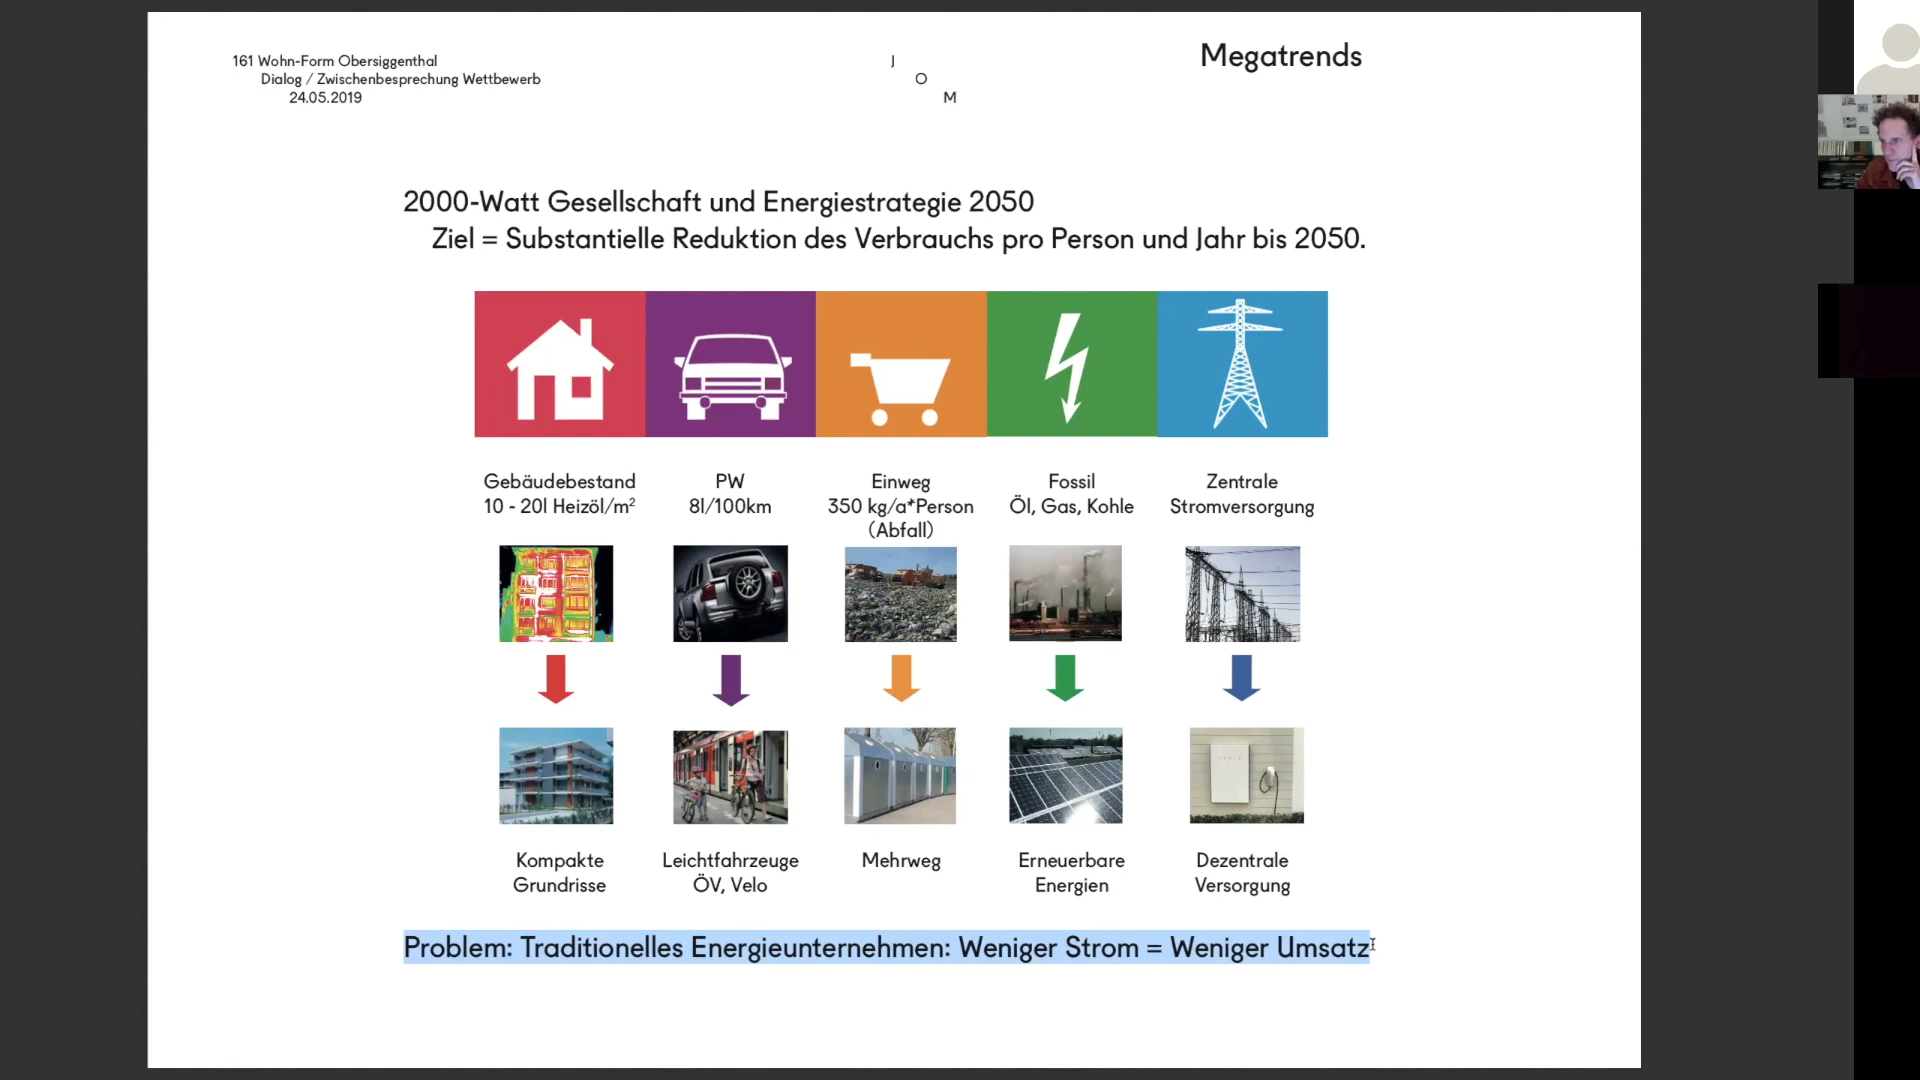 161 Wohn-Form Obersiggenthal
Dialog / Zwischenbesprechung Wettbewerb
24.05.2019
J
O
M
Megatrends
2000-Watt Gesellschaft und Energiestrategie 2050
Ziel = Substantielle Reduktion des Verbrauchs pro Person und Jahr bis 2050.
Gebäudebestand
10 - 20l Heizöl/m²
PW
8l/100km
Einweg
350 kg/a*Person
(Abfall)
Fossil
Öl, Gas, Kohle
Zentrale
Stromversorgung
Kompakte
Grundrisse
Leichtfahrzeuge
ÖV, Velo
Mehrweg
Erneuerbare
Energien
Dezentrale
Versorgung
Problem: Traditionelles Energieunternehmen: Weniger Strom = Weniger Umsatz